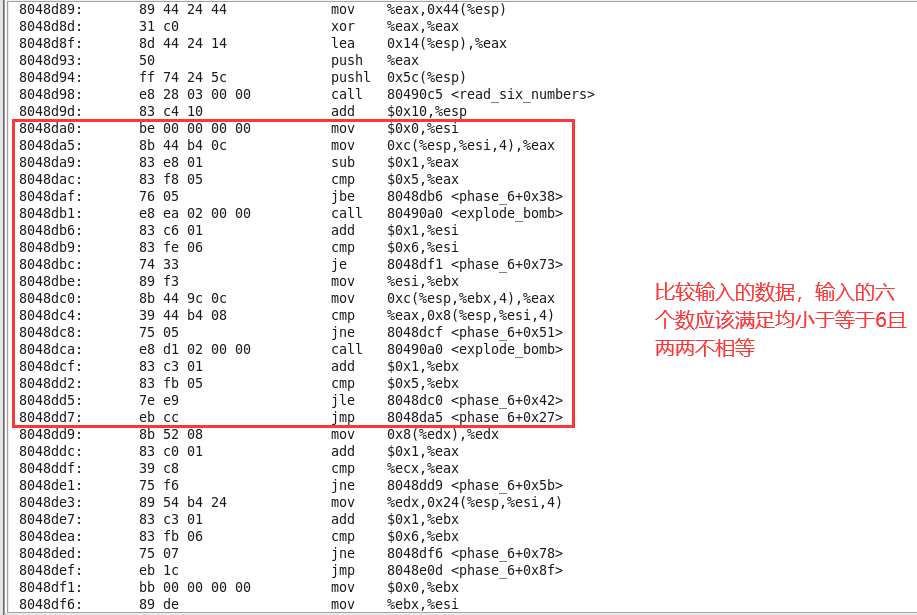 8048d89: 89 44 24 44 mov %eax,0x44(%esp)
8048d8d: 31 c0 xor %eax,%eax
8048d8f: 8d 44 24 14 lea 0x14(%esp),%eax
8048d93: 50 push %eax
8048d94: ff 74 24 5c pushl 0x5c(%esp)
8048d98: e8 28 03 00 00 call 80490c5 <read_six_numbers>
8048d9d: 83 c4 10 add $0x10,%esp
8048da0: be 00 00 00 00 mov $0x0,%esi
8048da5: 8b 44 b4 0c mov 0xc(%esp,%esi,4),%eax
8048da9: 83 e8 01 sub $0x1,%eax
8048dac: 83 f8 05 cmp $0x5,%eax
8048daf: 76 05 jbe 8048db6 <phase_6+0x38>
8048db1: e8 ea 02 00 00 call 80490a0 <explode_bomb>
8048db6: 83 c6 01 add $0x1,%esi
8048db9: 83 fe 06 cmp $0x6,%esi
8048dbc: 74 33 je 8048df1 <phase_6+0x73>
8048dbe: 89 f3 mov %esi,%ebx
8048dc0: 8b 44 9c 0c mov 0xc(%esp,%ebx,4),%eax
8048dc4: 39 44 b4 08 cmp %eax,0x8(%esp,%esi,4)
8048dc8: 75 05 jne 8048dcf <phase_6+0x51>
8048dca: e8 d1 02 00 00 call 80490a0 <explode_bomb>
8048dcf: 83 c3 01 add $0x1,%ebx
8048dd2: 83 fb 05 cmp $0x5,%ebx
8048dd5: 7e e9 jle 8048dc0 <phase_6+0x42>
8048dd7: eb cc jmp 8048da5 <phase_6+0x27>
8048dd9: 8b 52 08 mov 0x8(%edx),%edx
8048ddc: 83 c0 01 add $0x1,%eax
8048ddf: 39 c8 cmp %ecx,%eax
8048de1: 75 f6 jne 8048dd9 <phase_6+0x5b>
8048de3: 89 54 b4 24 mov %edx,0x24(%esp,%esi,4)
8048de7: 83 c3 01 add $0x1,%ebx
8048dea: 83 fb 06 cmp $0x6,%ebx
8048ded: 75 07 jne 8048df6 <phase_6+0x78>
8048def: eb 1c jmp 8048e0d <phase_6+0x8f>
8048df1: bb 00 00 00 00 mov $0x0,%ebx
8048df6: 89 de mov %ebx,%esi
比较输入的数据，输入的六
个数应该满足均小于等于6且
两两不相等